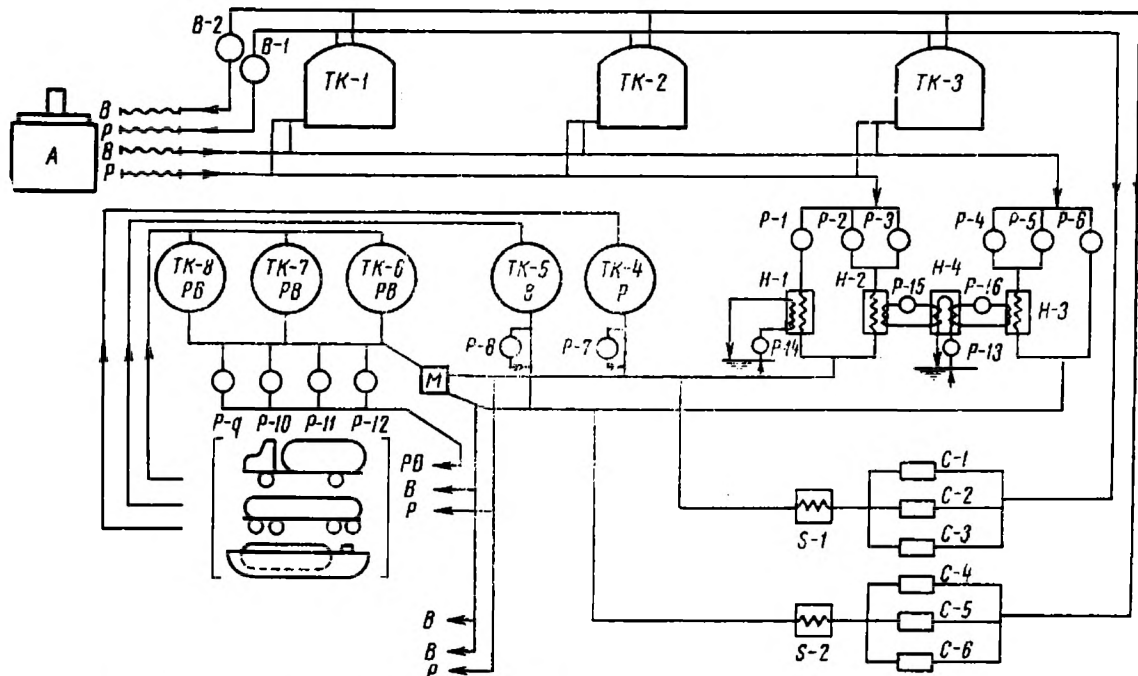 В-2
В-1
ТК-1
ТК-2
ТК-3
А
В
Р
В
Р
Р-1
Р-2
Р-3
Р-4
Р-5
Р-6
ТК-8
РВ
ТК-7
РВ
ТК-6
РВ
ТК-5
В
ТК-4
Р
Н-1
Н-2
Р-15
Н-4
Р-16
Н-3
Р-8
Р-7
Р-14
Р-13
М
Р-9
Р-10
Р-11
Р-12
РВ
В
Р
С-1
С-2
С-3
S-1
С-4
С-5
С-6
S-2
В
В
Р